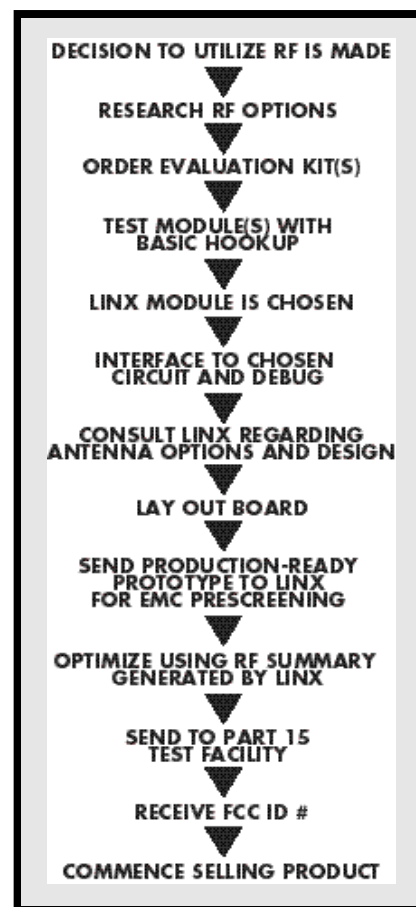 DECISION TO UTILIZE RF IS MADE
RESEARCH RF OPTIONS
ORDER EVALUATION KIT(S)
TEST MODULE(S) WITH
BASIC HOOKUP
LINX MODULE IS CHOSEN
INTERFACE TO CHOSEN
CIRCUIT AND DEBUG
CONSULT LINX REGARDING
ANTENNA OPTIONS AND DESIGN
LAY OUT BOARD
SEND PRODUCTION-READY
PROTOTYPE TO LINX
FOR EMC PRESCREENING
OPTIMIZE USING RF SUMMARY
GENERATED BY LINX
SEND TO PART 15
TEST FACILITY
RECEIVE FCC ID #
COMMENCE SELLING PRODUCT